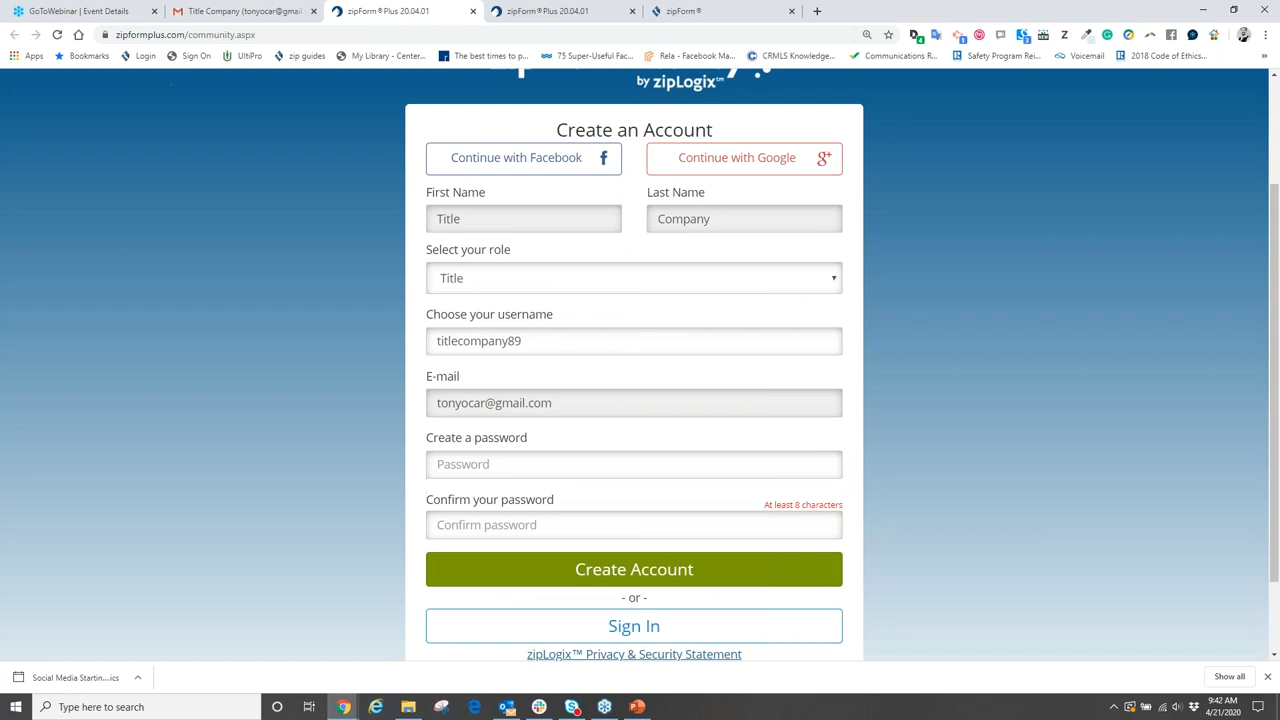 GoToWebinar | Event Details
Title Company (tonyocar@gmail
zipForm®Plus 20.04.01
zipForm®Plus 20.04.01
zipForm®
zipformplus.com/community.aspx
Apps
Bookmarks
Login
Sign On
UltiPro
zip guides
My Library - Center...
The best times to p...
75 Super-Useful Fac...
Rela - Facebook Ma...
CRMLS Knowledge...
Communications R...
Safety Program Rei...
Voicemail
2018 Code of Ethics...
»
by zipLogix™
Create an Account
Continue with Facebook f
Continue with Google g+
First Name Last Name
Title Company
Select your role
Title
Choose your username
titlecompany89
E-mail
tonyocar@gmail.com
Create a password
Password
Confirm your password
At least 8 characters
Confirm password
Create Account
- or -
Sign In
zipLogix™ Privacy & Security Statement
Social Media Startin....ics
Show all
Type here to search
9:42 AM
4/21/2020